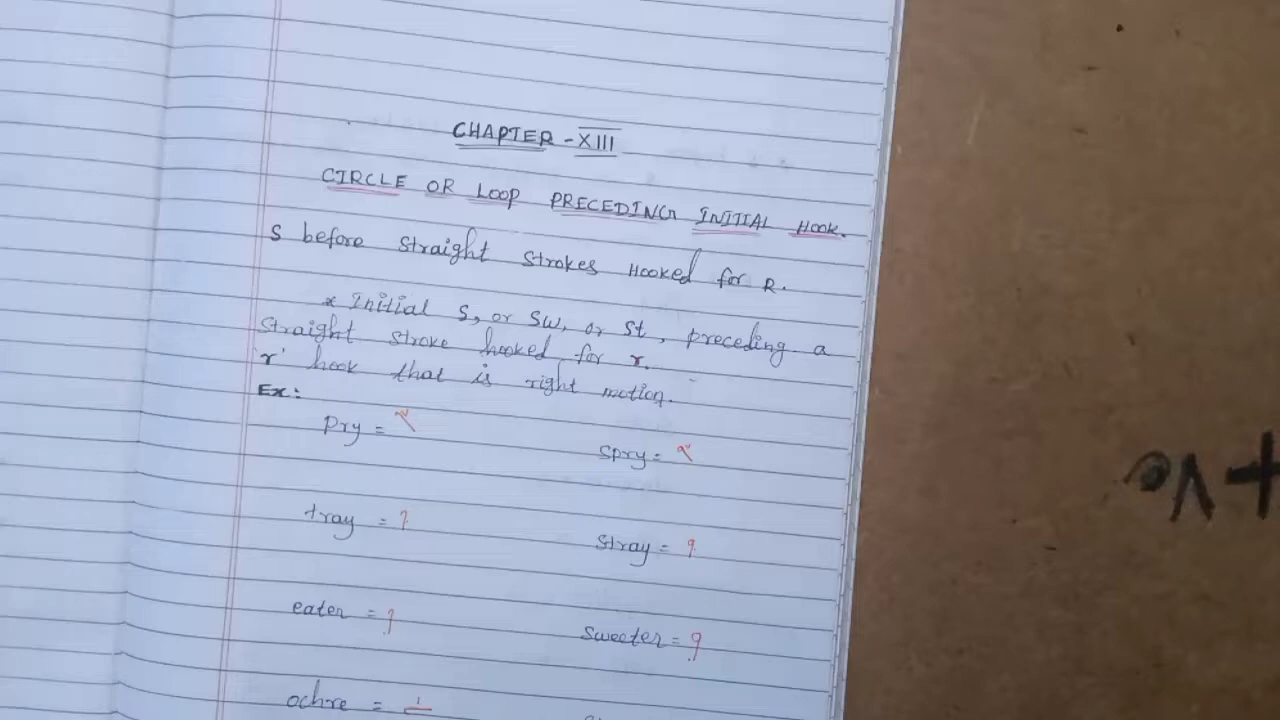 CHAPTER - XIII
CIRCLE OR LOOP PRECEDING INITIAL HOOK.
S before straight strokes Hooked for R.
* Initial S, or SW, or St, preceding a
straight stroke hooked for r.
'r' hook that is right motion.
Ex:
Pry =
Spry =
tray =
Stray =
eater =
Sweeter =
ochre =